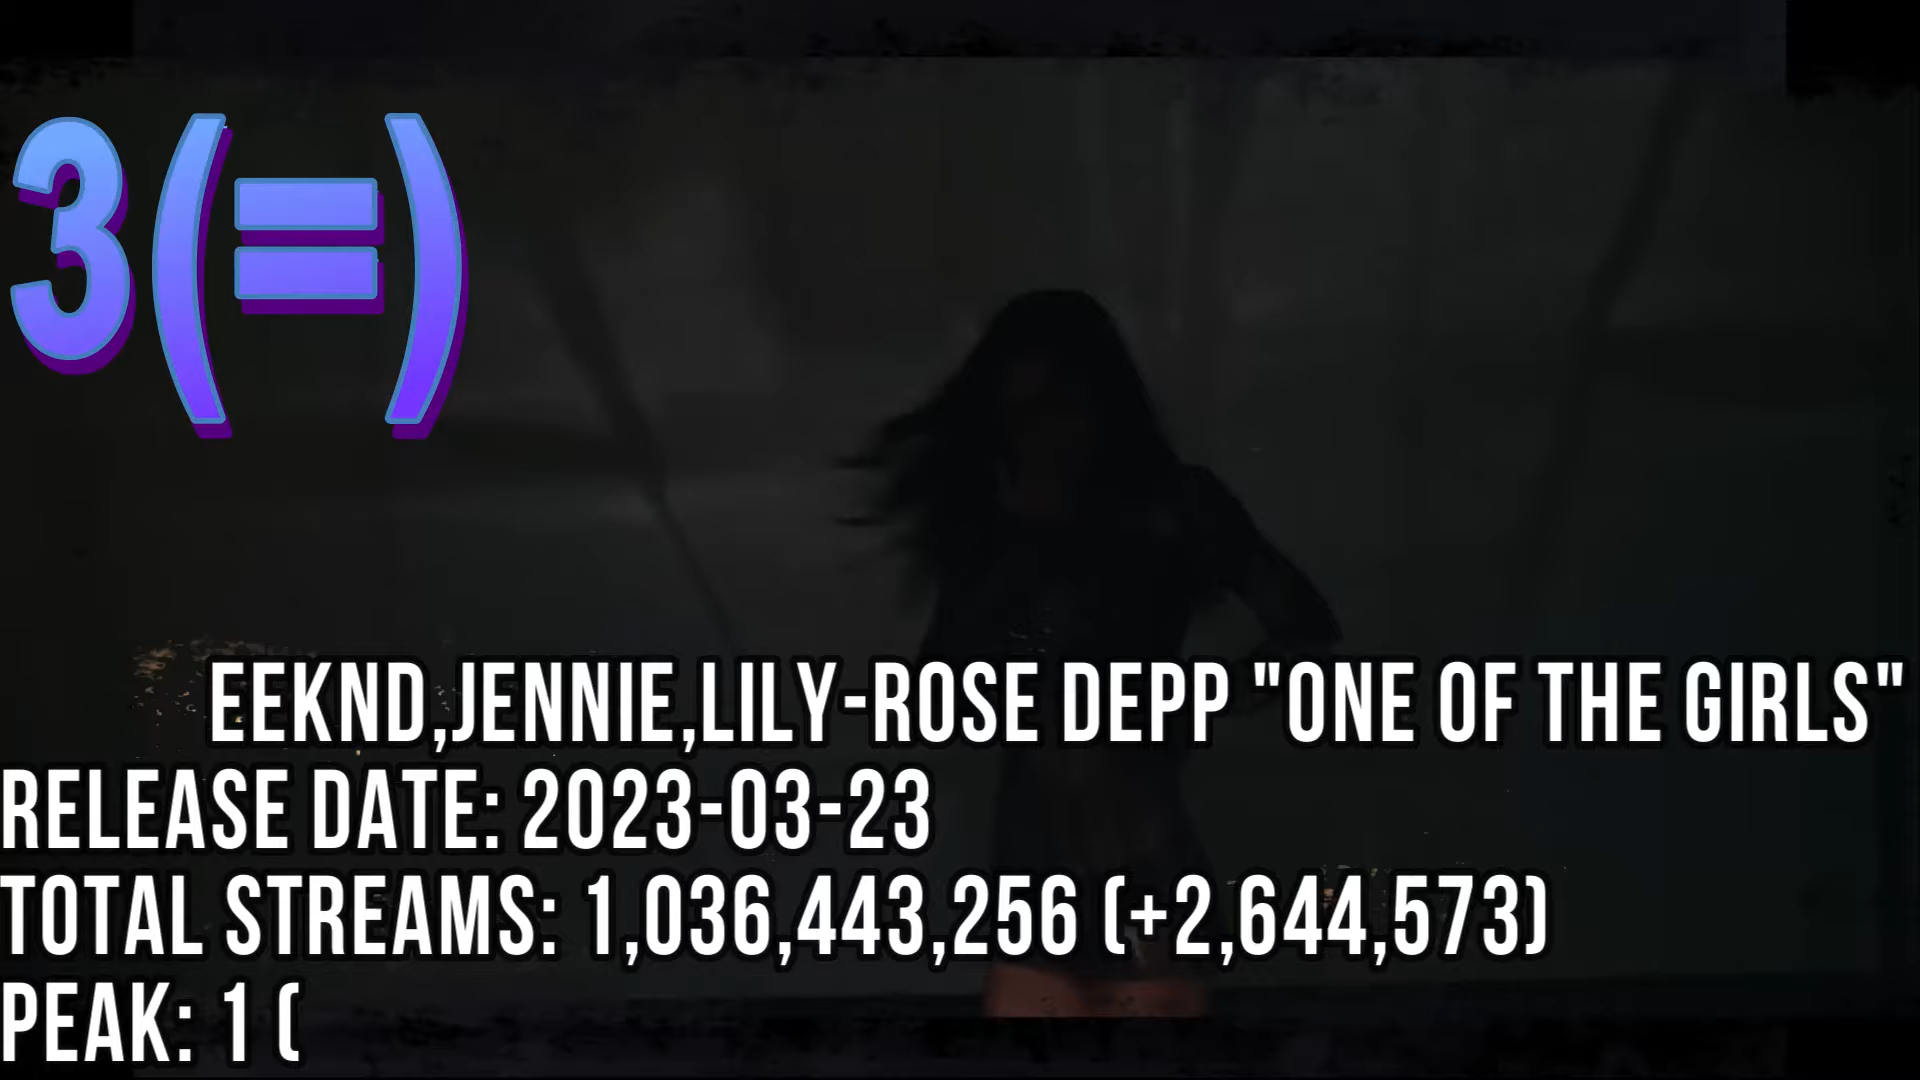 3(=)
EEKND,JENNIE,LILY-ROSE DEPP "ONE OF THE GIRLS"
RELEASE DATE: 2023-03-23
TOTAL STREAMS: 1,036,443,256 (+2,644,573)
PEAK: 1 (